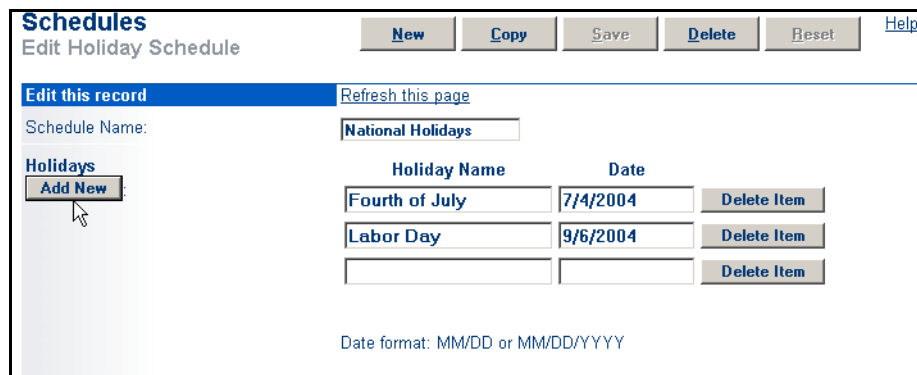 Schedules
Edit Holiday Schedule
New Copy Save Delete Reset Help
Edit this record Refresh this page
Schedule Name: National Holidays
Holidays
Add New :
Holiday Name Date
Fourth of July 7/4/2004 Delete Item
Labor Day 9/6/2004 Delete Item
Delete Item
Date format: MM/DD or MM/DD/YYYY